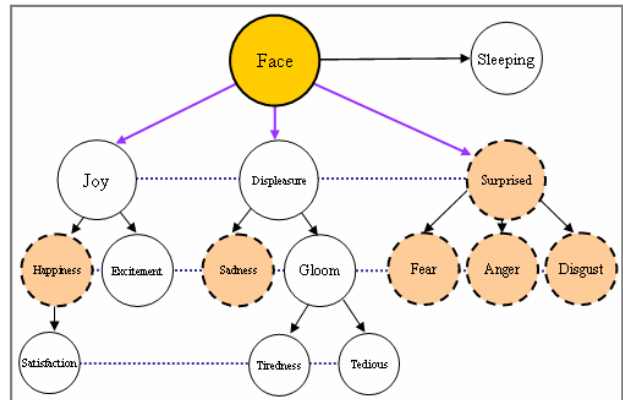 Face
Sleeping
Joy
Displeasure
Surprised
Happiness
Excitement
Sadness
Gloom
Fear
Anger
Disgust
Satisfaction
Tiredness
Tedious